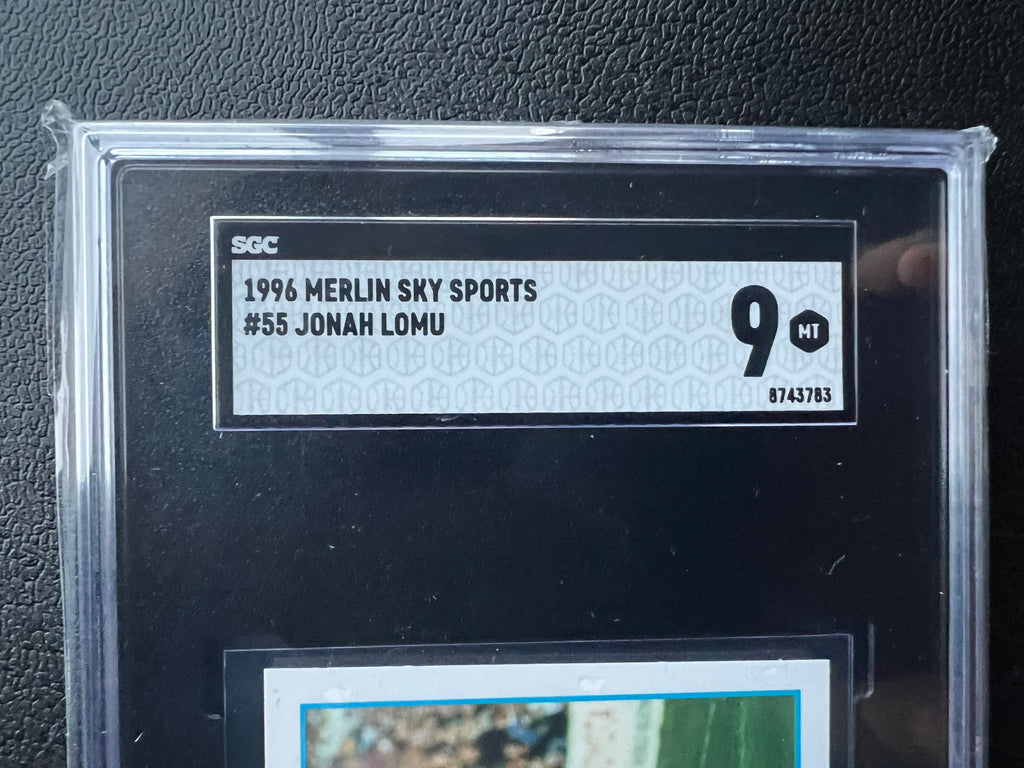 SGC
1996 MERLIN SKY SPORTS
#55 JONAH LOMU
9 MT
8743783